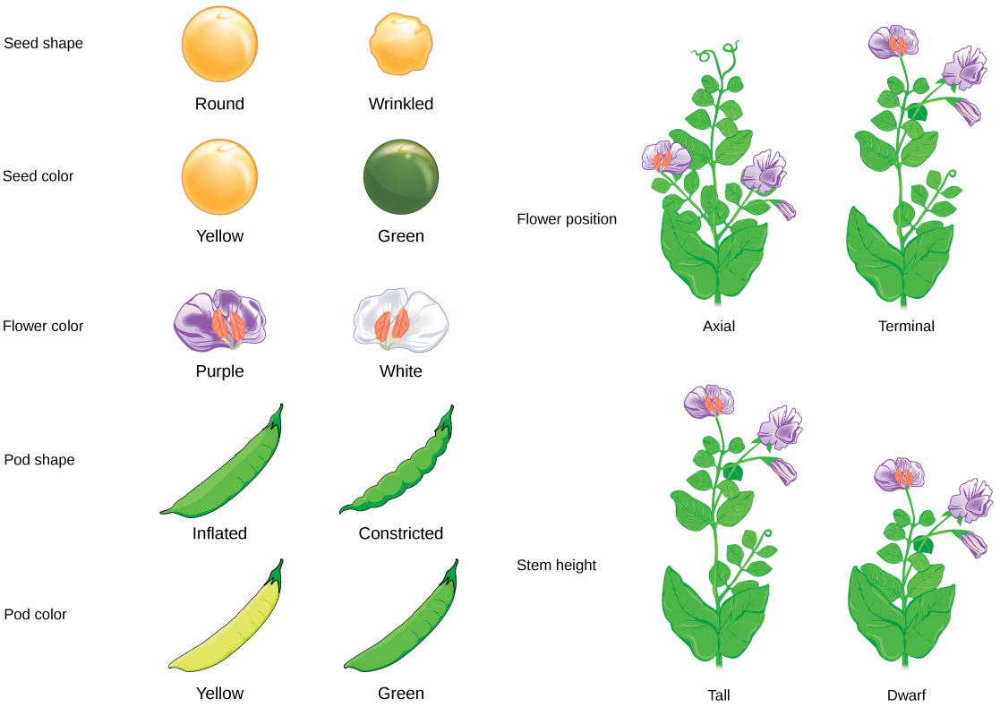 Seed shape
Round
Wrinkled
Seed color
Yellow
Green
Flower color
Purple
White
Pod shape
Inflated
Constricted
Pod color
Yellow
Green
Flower position
Axial
Terminal
Stem height
Tall
Dwarf